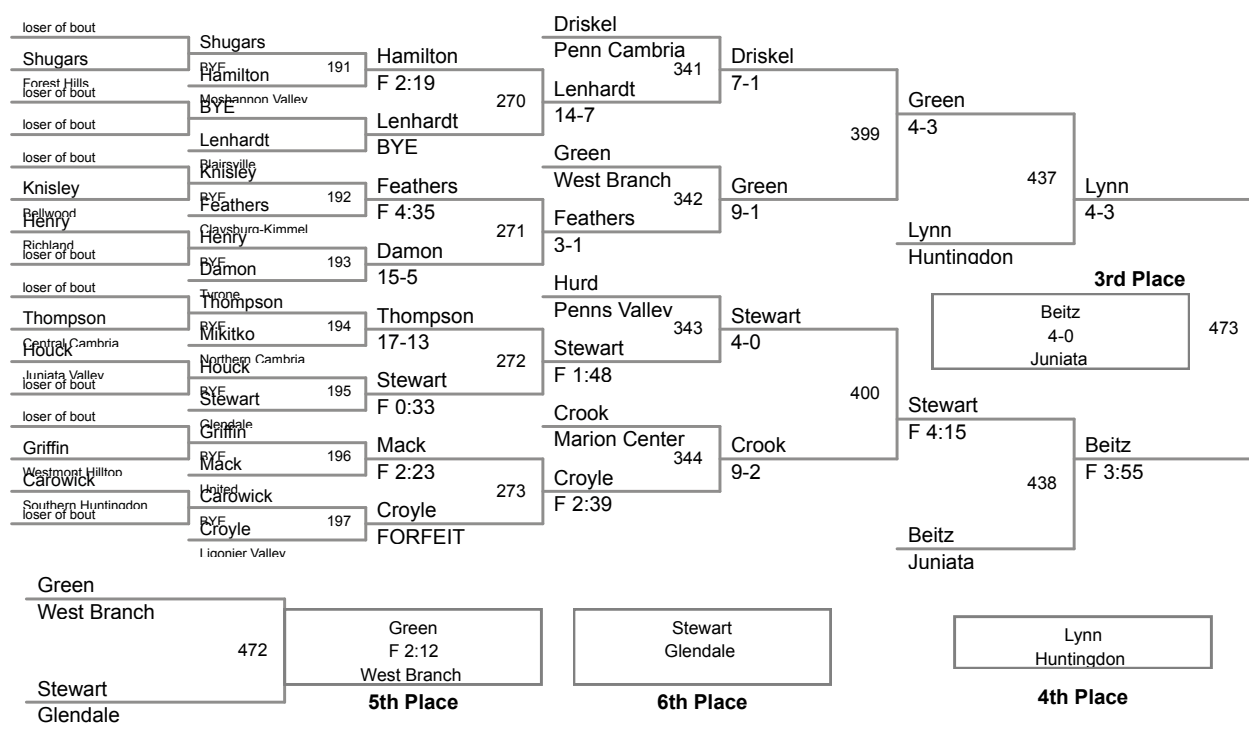 loser of bout
Shugars
Forest Hills
loser of bout
loser of bout
loser of bout
Knisley
Bellwood
Henry
Richland
loser of bout
loser of bout
Thompson
Central Cambria
Houck
Juniata Valley
loser of bout
loser of bout
Griffin
Westmont Hilltop
Carowick
Southern Huntingdon
loser of bout
Shugars
BYE
191
Hamilton
Moshannon Valley
BYE
Lenhardt
Blairsville
Knisley
BYE
192
Feathers
Claysburg-Kimmel
Henry
BYE
193
Damon
Tyrone
Thompson
BYE
194
Mikitko
Northern Cambria
Houck
BYE
195
Stewart
Glendale
Griffin
BYE
196
Mack
United
Carowick
BYE
197
Croyle
Ligonier Valley
Hamilton
F 2:19
270
Lenhardt
BYE
Feathers
F 4:35
271
Damon
15-5
Thompson
17-13
272
Stewart
F 0:33
Mack
F 2:23
273
Croyle
FORFEIT
Driskel
Penn Cambria
341
Lenhardt
14-7
Green
West Branch
342
Feathers
3-1
Hurd
Penns Valley
343
Stewart
F 1:48
Crook
Marion Center
344
Croyle
F 2:39
Driskel
7-1
399
Green
9-1
Stewart
4-0
400
Crook
9-2
Green
4-3
437
Lynn
Huntingdon
Stewart
F 4:15
438
Beitz
Juniata
Lynn
4-3
Beitz
F 3:55
3rd Place
Beitz
4-0
Juniata
473
Green
West Branch
472
Stewart
Glendale
Green
F 2:12
West Branch
5th Place
Stewart
Glendale
6th Place
Lynn
Huntingdon
4th Place